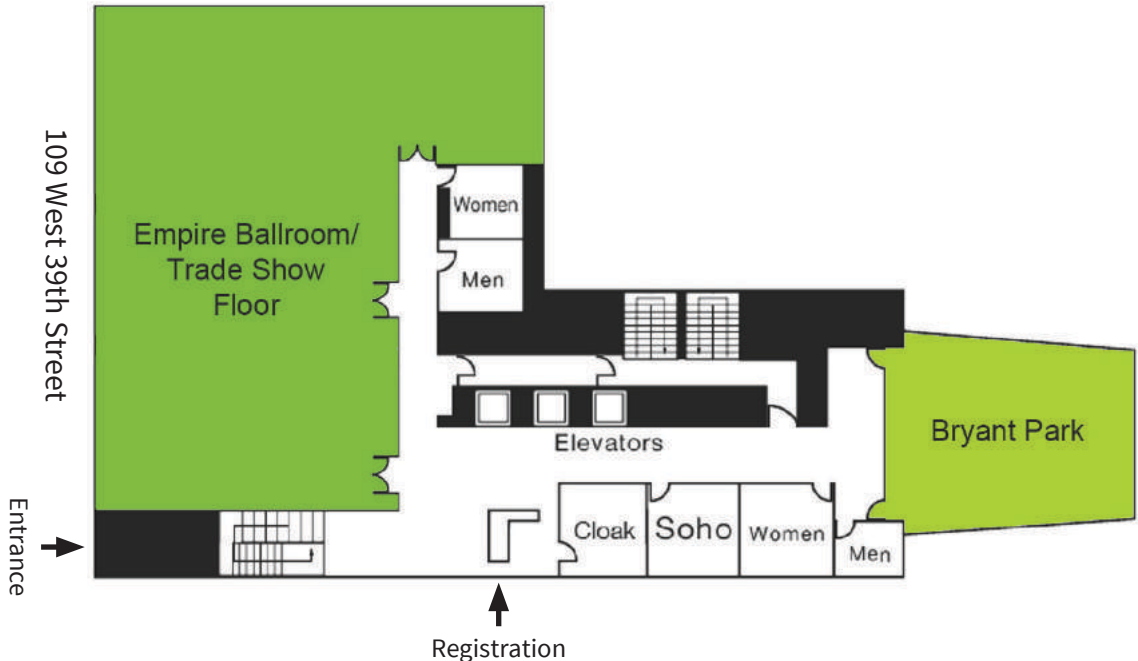 109 West 39th Street
Empire Ballroom/
Trade Show
Floor
Women
Men
Elevators
Bryant Park
Entrance
Cloak
Soho
Women
Men
Registration